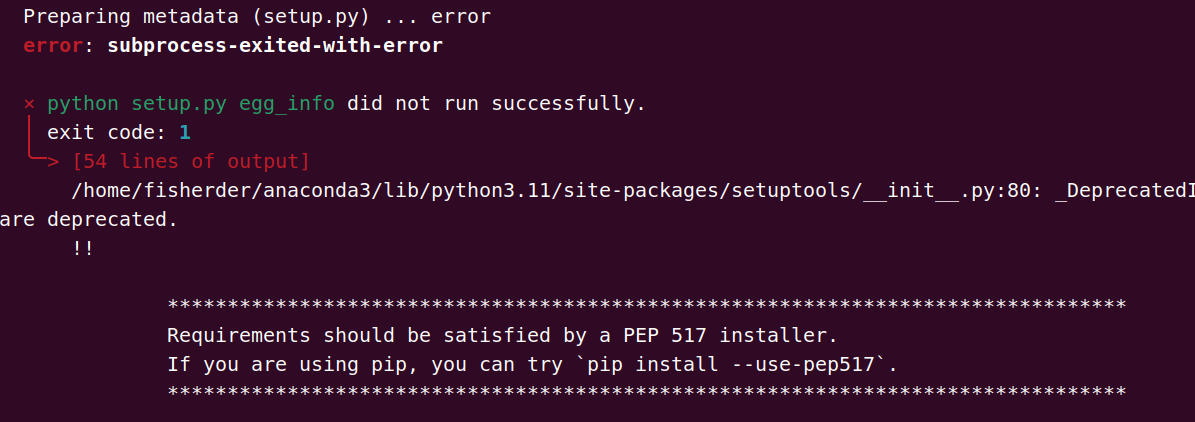 Preparing metadata (setup.py) ... error
error: subprocess-exited-with-error
× python setup.py egg_info did not run successfully.
exit code: 1
╰─> [54 lines of output]
/home/fisherder/anaconda3/lib/python3.11/site-packages/setuptools/__init__.py:80: _DeprecatedI
are deprecated.
!!
********************************************************************************
Requirements should be satisfied by a PEP 517 installer.
If you are using pip, you can try `pip install --use-pep517`.
********************************************************************************